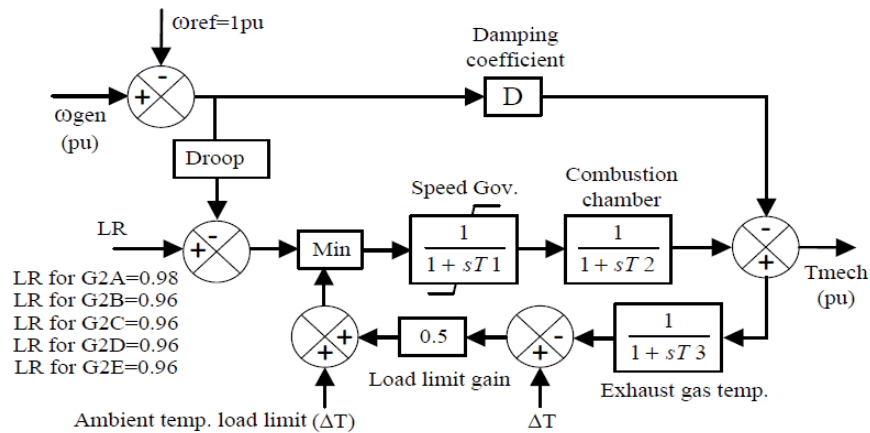 ωref=1pu
Damping
coefficient
-
+
D
-
ωgen
(pu)
Droop
Speed Gov.
Combustion
chamber
LR
+
-
Min
1
1 + sT1
1
1 + sT2
+
Tmech
(pu)
LR for G2A=0.98
LR for G2B=0.96
LR for G2C=0.96
LR for G2D=0.96
LR for G2E=0.96
+
+
0.5
-
+
1
1 + sT3
Load limit gain
Exhaust gas temp.
Ambient temp. load limit (ΔT)
ΔT